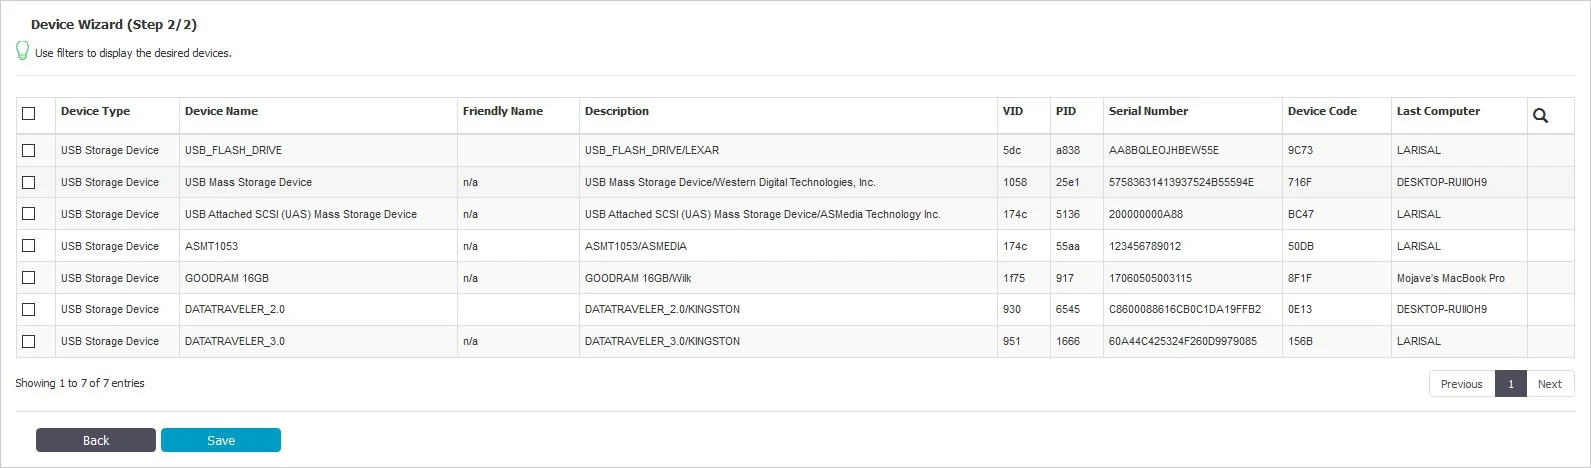 Device Wizard (Step 2/2)
Use filters to display the desired devices.
Device Type Device Name Friendly Name Description VID PID Serial Number Device Code Last Computer
USB Storage Device USB_FLASH_DRIVE USB_FLASH_DRIVE/LEXAR 5dc a838 AA8BQLEOJHBEW55E 9C73 LARISAL
USB Storage Device USB Mass Storage Device n/a USB Mass Storage Device/Western Digital Technologies, Inc. 1058 25e1 57583631413937524B55594E 716F DESKTOP-RUIIOH9
USB Storage Device USB Attached SCSI (UAS) Mass Storage Device n/a USB Attached SCSI (UAS) Mass Storage Device/ASMedia Technology Inc. 174c 5136 200000000A88 BC47 LARISAL
USB Storage Device ASMT1053 n/a ASMT1053/ASMEDIA 174c 55aa 123456789012 50DB LARISAL
USB Storage Device GOODRAM 16GB n/a GOODRAM 16GB/Wilk 1f75 917 17060505003115 8F1F Mojave's MacBook Pro
USB Storage Device DATATRAVELER_2.0 DATATRAVELER_2.0/KINGSTON 930 6545 C8600088616CB0C1DA19FFB2 0E13 DESKTOP-RUIIOH9
USB Storage Device DATATRAVELER_3.0 n/a DATATRAVELER_3.0/KINGSTON 951 1666 60A44C425324F260D9979085 156B LARISAL
Showing 1 to 7 of 7 entries
Previous 1 Next
Back Save